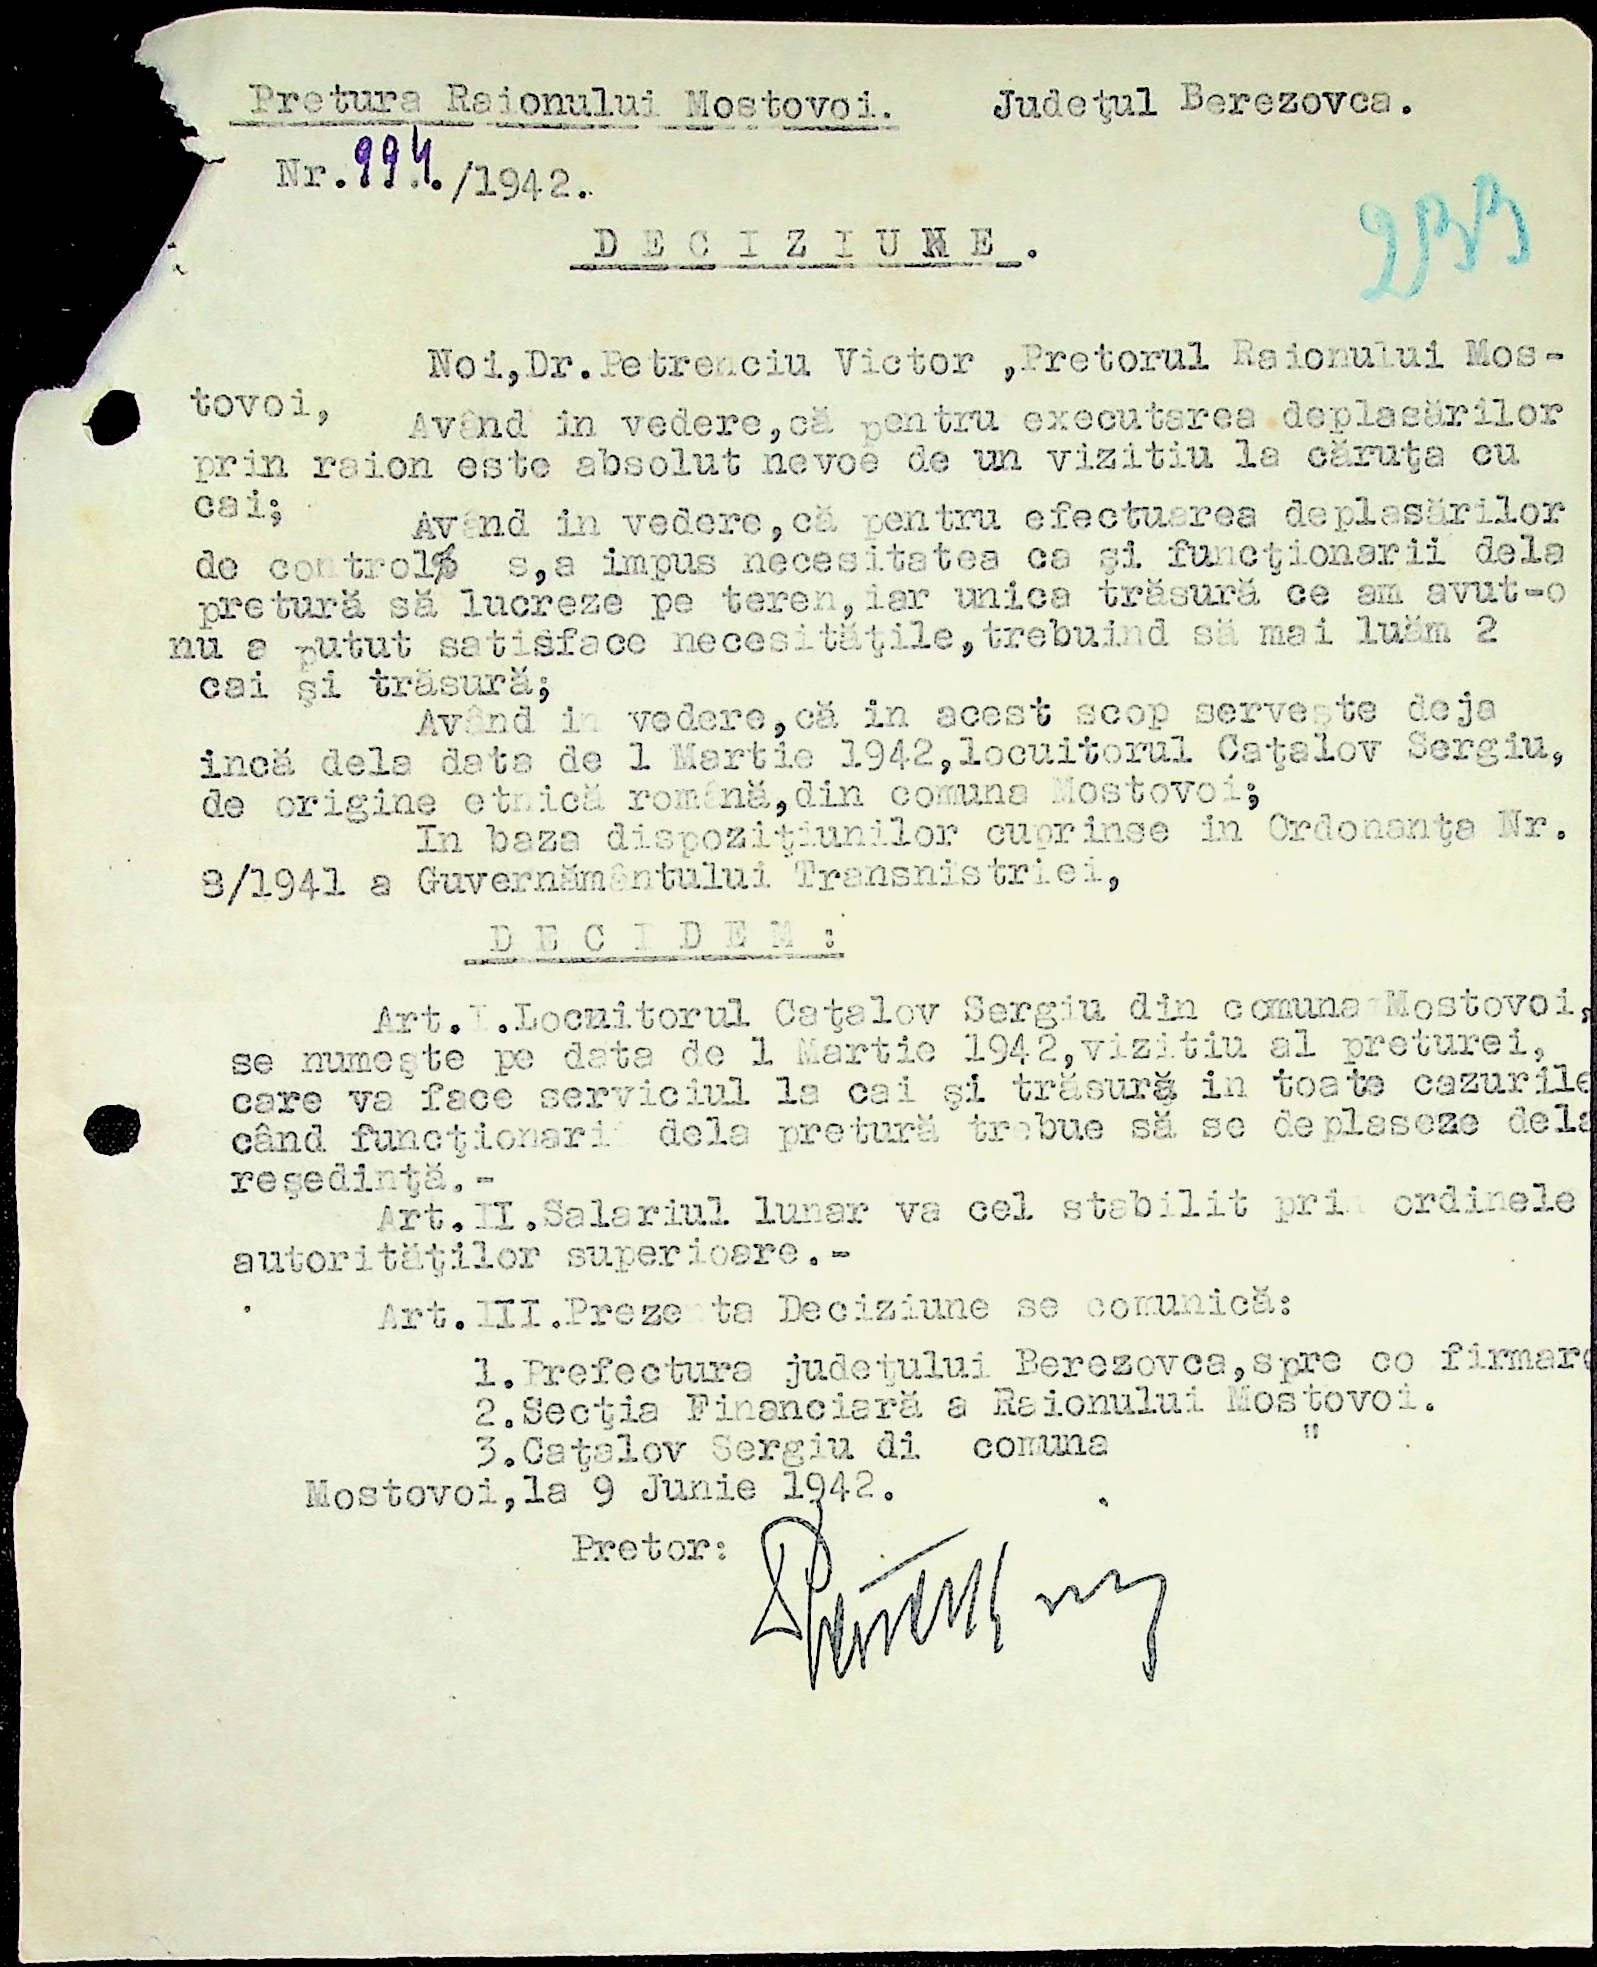 Pretura Raionului Mostovoi. Judeţul Berezovca.
Nr.994./1942.
233
DECIZIUNE.
Noi,Dr.Petrenciu Victor ,Pretorul Raionului Mos-
tovoi,
Având in vedere,că pentru executarea deplasărilor
prin raion este absolut nevoe de un vizitiu la căruţa cu
cai;
Având in vedere,că pentru efectuarea deplasărilor
de control s,a impus necesitatea ca şi funcţionarii dela
pretură să lucreze pe teren,iar unica trăsură ce am avut-o
nu a putut satisface necesităţile,trebuind să mai luăm 2
cai şi trăsură;
Având in vedere,că in acest scop serveşte deja
incă dela data de 1 Martie 1942,locuitorul Caţalov Sergiu,
de origine etnică română,din comuna Mostovoi;
In baza dispoziţiunilor cuprinse in Ordonanţa Nr.
8/1941 a Guvernământului Transnistriei,
DECIDEM:
Art.I.Locuitorul Caţalov Sergiu din comuna Mostovoi,
se numeşte pe data de 1 Martie 1942,vizitiu al preturei,
care va face serviciul la cai şi trăsură in toate cazurile
când funcţionarii dela pretură trebue să se deplaseze dela
reşedinţă.-
Art.II.Salariul lunar va cel stabilit prin ordinele
autorităţilor superioare.-
Art.III.Prezenta Deciziune se comunică:
1.Prefectura judeţului Berezovca,spre co firmare
2.Secţia Financiară a Raionului Mostovoi.
3.Caţalov Sergiu di comuna "
Mostovoi,la 9 Junie 1942.
Pretor: